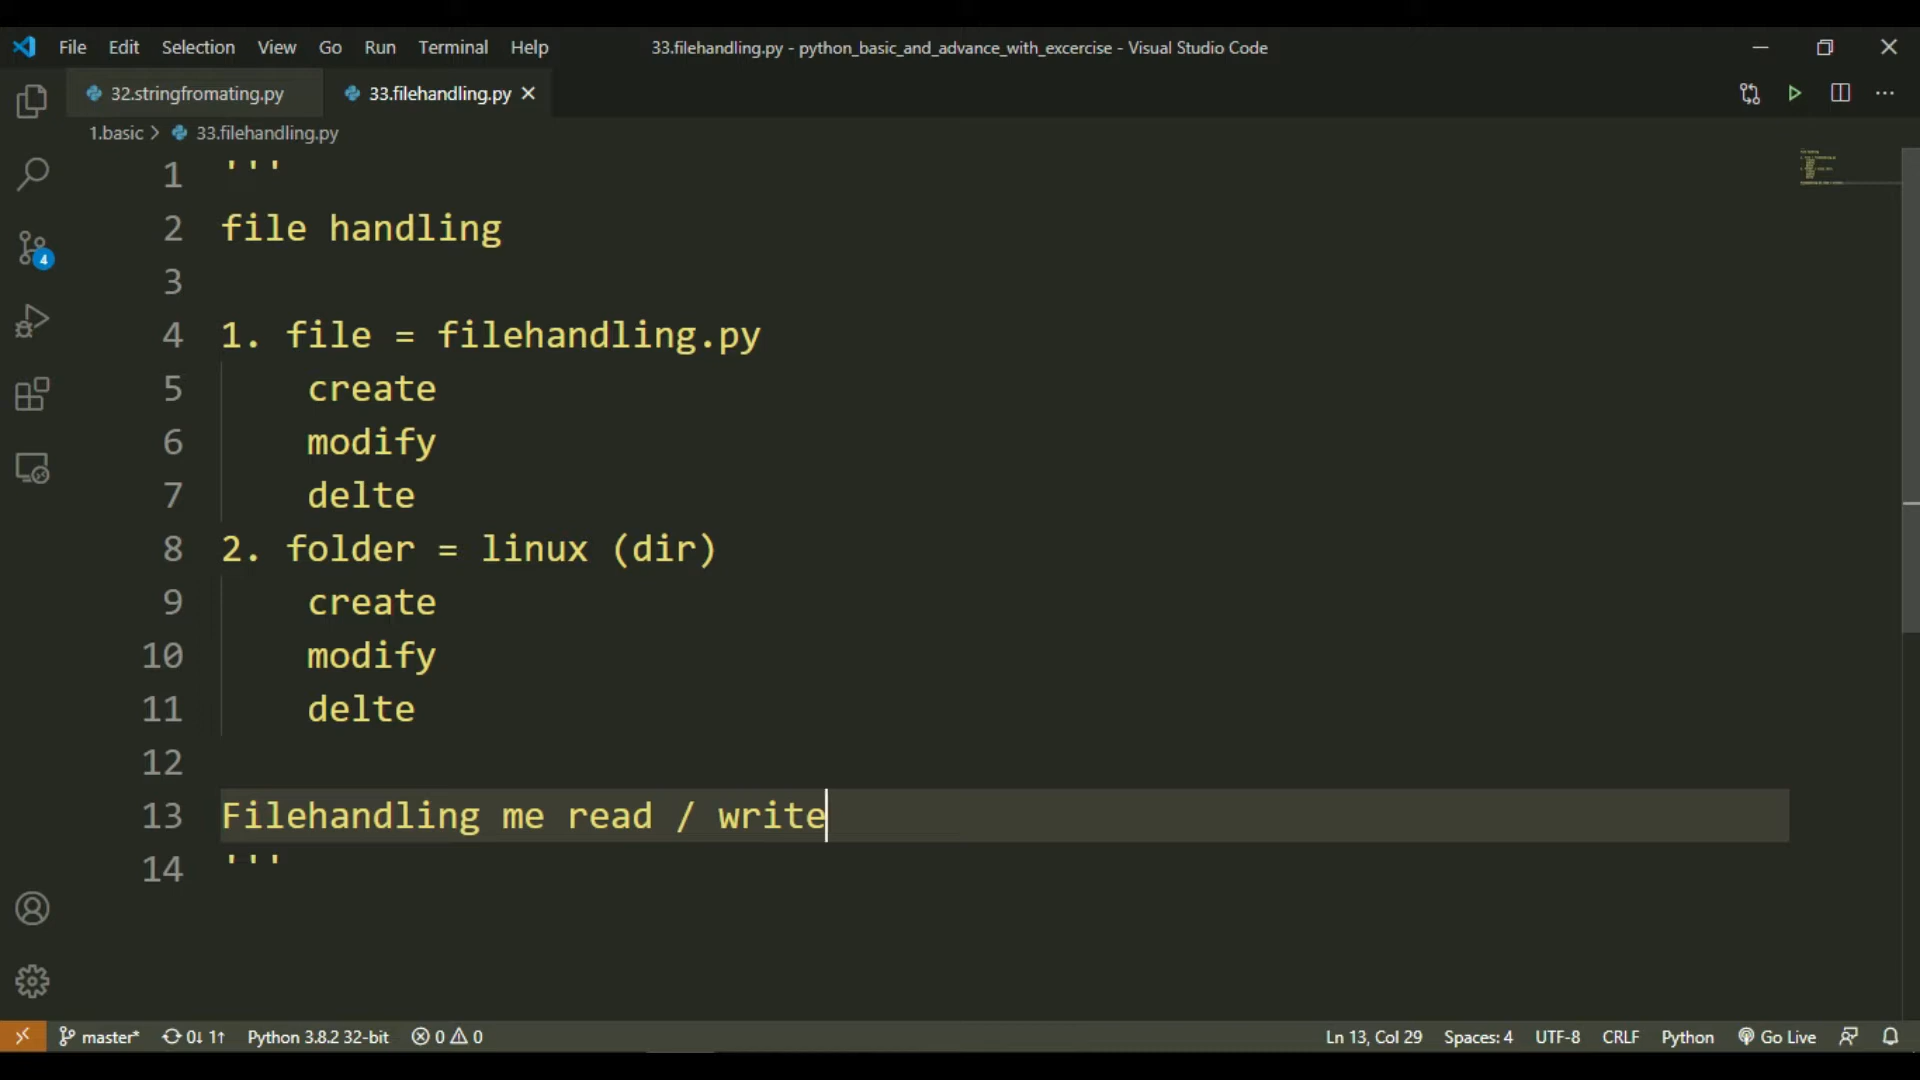 File Edit Selection View Go Run Terminal Help
33.filehandling.py - python_basic_and_advance_with_excercise - Visual Studio Code
32.stringfromating.py
33.filehandling.py
1.basic > 33.filehandling.py
1 '''
2 file handling
3
4 1. file = filehandling.py
5 create
6 modify
7 delte
8 2. folder = linux (dir)
9 create
10 modify
11 delte
12
13 Filehandling me read / write
14 '''
4
master* 0↓ 1↑ Python 3.8.2 32-bit 0 0
Ln 13, Col 29 Spaces: 4 UTF-8 CRLF Python Go Live